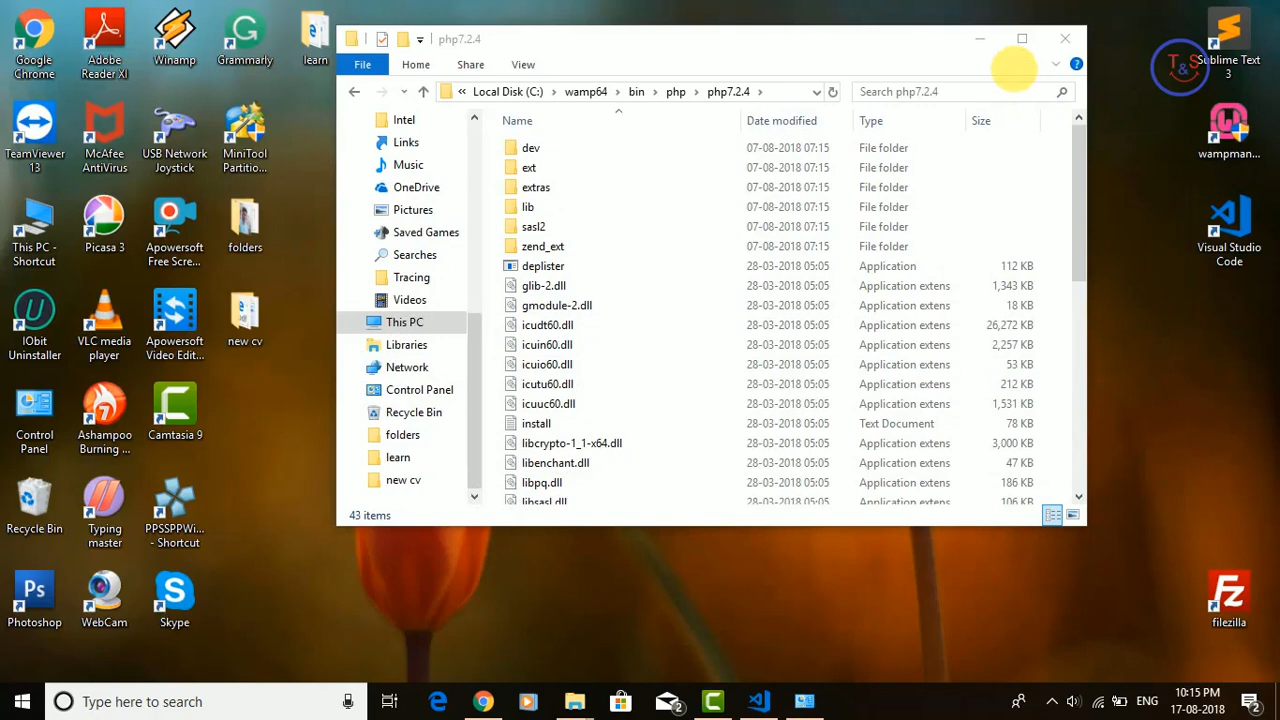 Google
Chrome
Adobe
Reader XI
Winamp
Grammarly
learn
TeamViewer
13
McAfee
AntiVirus
USB Network
Joystick
MiniTool
Partitio...
This PC -
Shortcut
Picasa 3
Apowersoft
Free Scre...
folders
IObit
Uninstaller
VLC media
player
Apowersoft
Video Edit...
new cv
Control
Panel
Ashampoo
Burning ...
Camtasia 9
Recycle Bin
Typing
master
PPSSPPWi...
- Shortcut
Photoshop
WebCam
Skype
php7.2.4
File
Home
Share
View
« Local Disk (C:) > wamp64 > bin > php > php7.2.4 >
Search php7.2.4
Intel
Links
Music
OneDrive
Pictures
Saved Games
Searches
Tracing
Videos
This PC
Libraries
Network
Control Panel
Recycle Bin
folders
learn
new cv
Name Date modified Type Size
dev 07-08-2018 07:15 File folder
ext 07-08-2018 07:15 File folder
extras 07-08-2018 07:15 File folder
lib 07-08-2018 07:15 File folder
sasl2 07-08-2018 07:15 File folder
zend_ext 07-08-2018 07:15 File folder
deplister 28-03-2018 05:05 Application 112 KB
glib-2.dll 28-03-2018 05:05 Application extens 1,343 KB
gmodule-2.dll 28-03-2018 05:05 Application extens 18 KB
icudt60.dll 28-03-2018 05:05 Application extens 26,272 KB
icuin60.dll 28-03-2018 05:05 Application extens 2,257 KB
icuio60.dll 28-03-2018 05:05 Application extens 53 KB
icutu60.dll 28-03-2018 05:05 Application extens 212 KB
icuuc60.dll 28-03-2018 05:05 Application extens 1,531 KB
install 28-03-2018 05:05 Text Document 78 KB
libcrypto-1_1-x64.dll 28-03-2018 05:05 Application extens 3,000 KB
libenchant.dll 28-03-2018 05:05 Application extens 47 KB
libpq.dll 28-03-2018 05:05 Application extens 186 KB
libsasl.dll 28-03-2018 05:05 Application extens 106 KB
43 items
T&S
Sublime Text
3
wampman...
Visual Studio
Code
filezilla
Type here to search
2
ENG
10:15 PM
17-08-2018
2